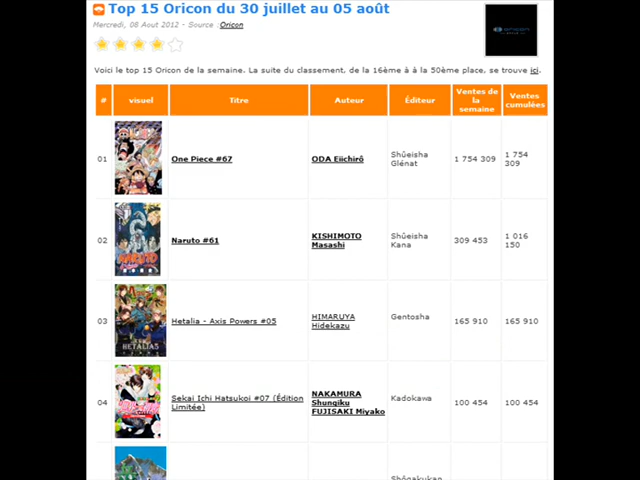 Top 15 Oricon du 30 juillet au 05 août
Mercredi, 08 Aout 2012 - Source :Oricon
Voici le top 15 Oricon de la semaine. La suite du classement, de la 16ème à à la 50ème place, se trouve ici.
# visuel Titre Auteur Éditeur Ventes de la semaine Ventes cumulées
01 One Piece #67 ODA Eiichirô Shûeisha Glénat 1 754 309 1 754 309
02 Naruto #61 KISHIMOTO Masashi Shûeisha Kana 309 453 1 016 150
03 Hetalia - Axis Powers #05 HIMARUYA Hidekazu Gentosha 165 910 165 910
04 Sekai Ichi Hatsukoi #07 (Édition Limitée) NAKAMURA Shungiku FUJISAKI Miyako Kadokawa 100 454 100 454
Shôgakukan